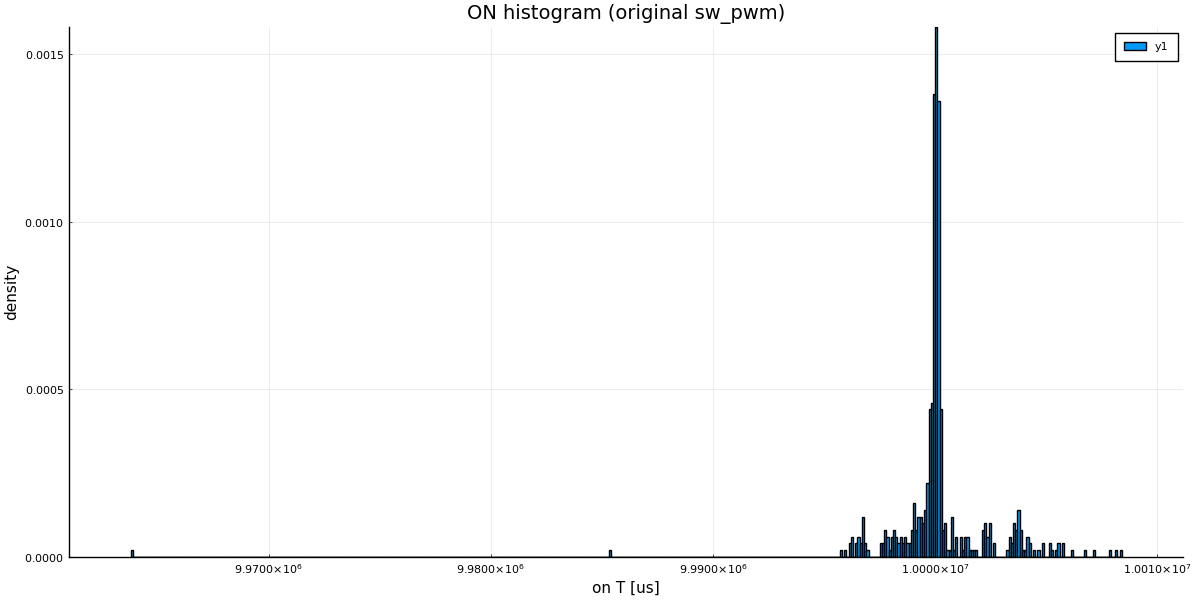 ON histogram (original sw_pwm)
y1
0.0015
0.0010
0.0005
0.0000
density
9.9700×10⁶
9.9800×10⁶
9.9900×10⁶
1.0000×10⁷
1.0010×10⁷
on T [us]